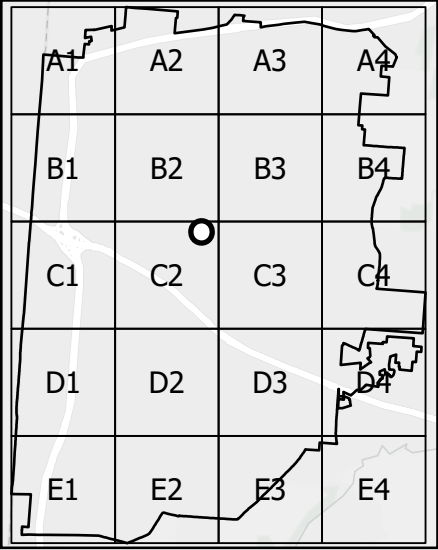 A1 A2 A3 A4
B1 B2 B3 B4
C1 C2 C3 C4
D1 D2 D3 D4
E1 E2 E3 E4